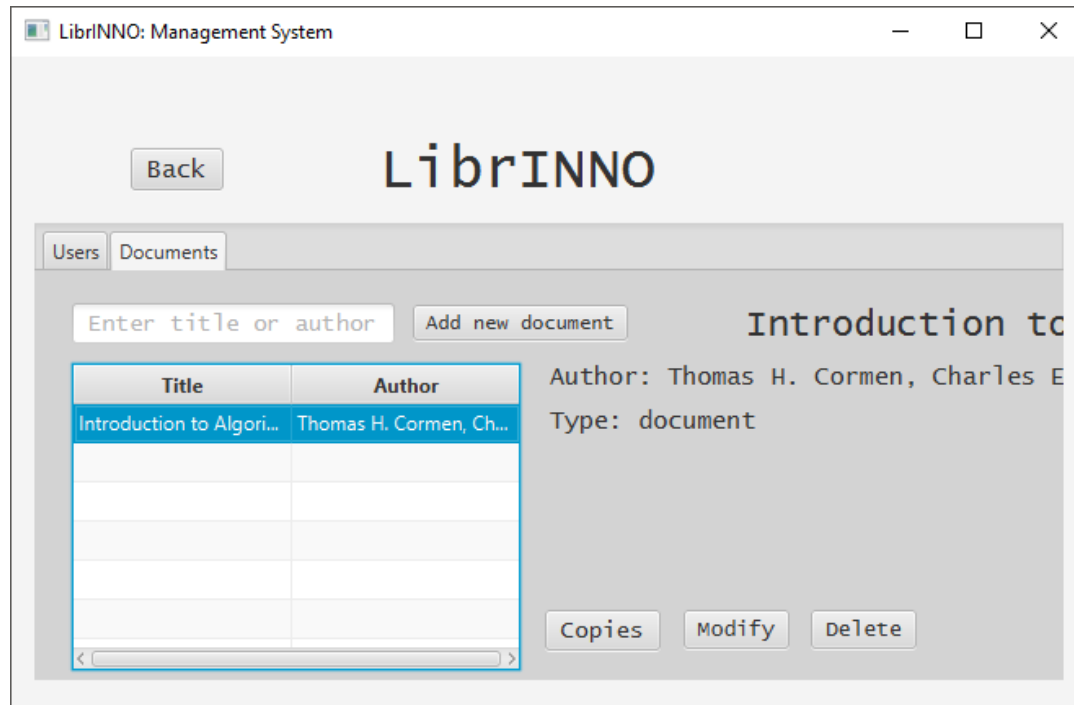 LibrINNO: Management System
Back
LibrINNO
Users Documents
Enter title or author
Add new document
Introduction to
Title Author
Author: Thomas H. Cormen, Charles E
Introduction to Algori... Thomas H. Cormen, Ch...
Type: document
Copies Modify Delete